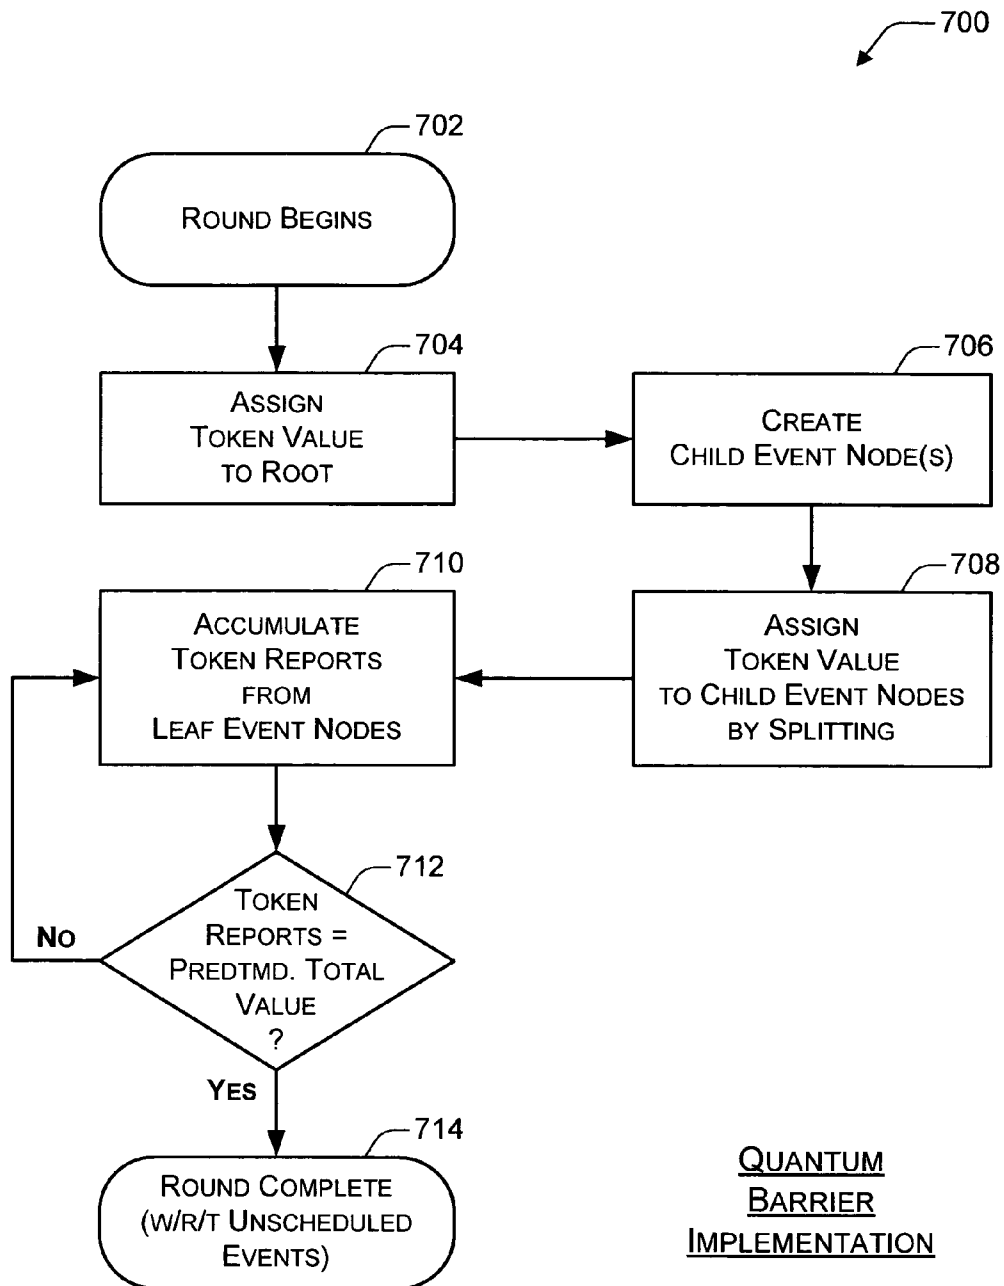 700
702
ROUND BEGINS
704
ASSIGN
TOKEN VALUE
TO ROOT
706
CREATE
CHILD EVENT NODE(S)
708
ASSIGN
TOKEN VALUE
TO CHILD EVENT NODES
BY SPLITTING
710
ACCUMULATE
TOKEN REPORTS
FROM
LEAF EVENT NODES
712
TOKEN
REPORTS =
PREDTMD. TOTAL
VALUE
?
NO
YES
714
ROUND COMPLETE
(W/R/T UNSCHEDULED
EVENTS)
QUANTUM
BARRIER
IMPLEMENTATION